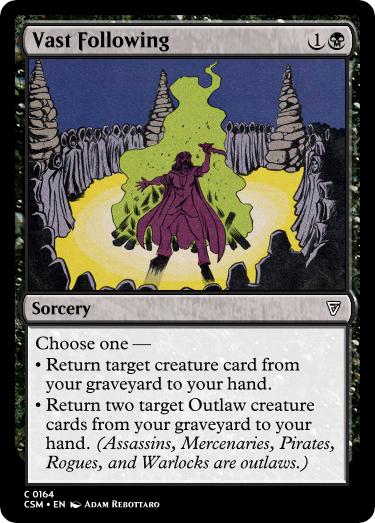 Vast Following 1
Sorcery
Choose one —
• Return target creature card from
your graveyard to your hand.
• Return two target Outlaw creature
cards from your graveyard to your
hand. (Assassins, Mercenaries, Pirates,
Rogues, and Warlocks are outlaws.)
C 0164
CSM • EN Adam Rebottaro